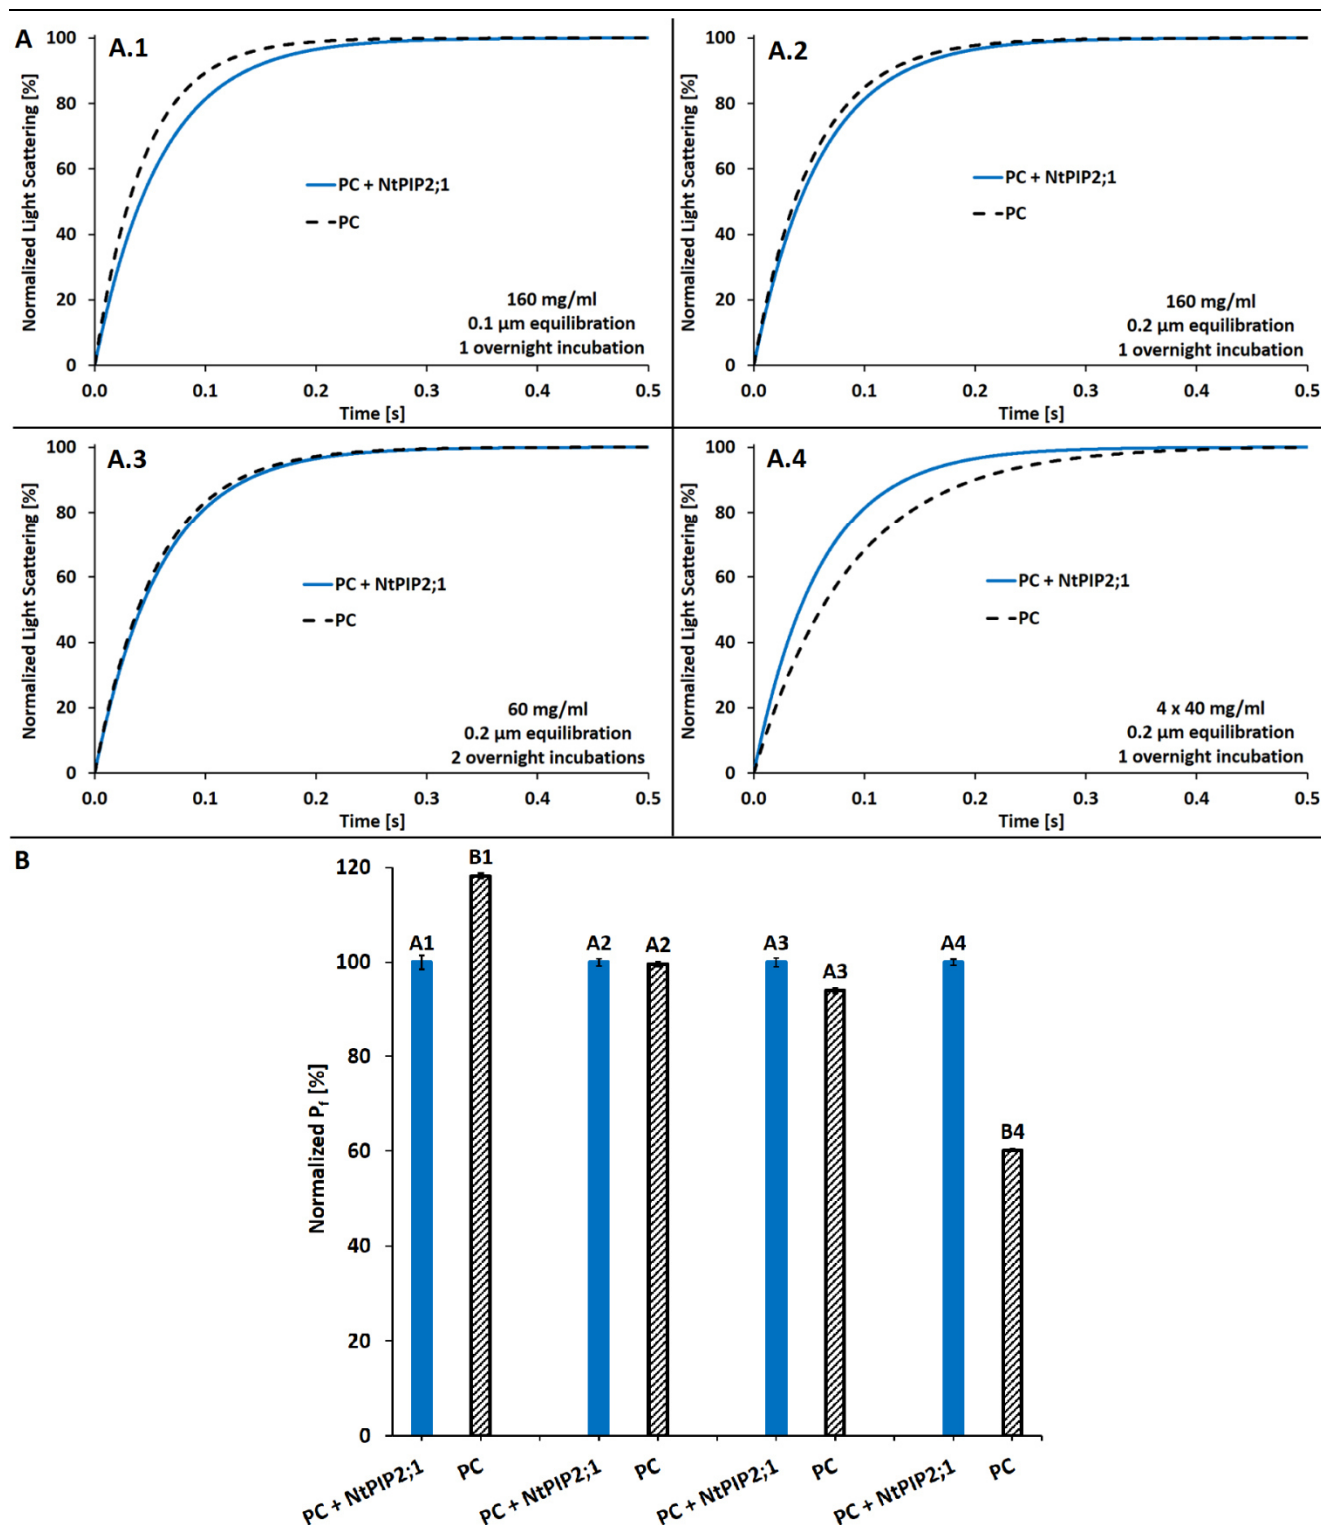 A
A.1
Normalized Light Scattering [%]
100
80
60
40
20
0
PC + NtPIP2;1
PC
160 mg/ml
0.1 µm equilibration
1 overnight incubation
0.0 0.1 0.2 0.3 0.4 0.5
Time [s]
A.2
Normalized Light Scattering [%]
100
80
60
40
20
0
PC + NtPIP2;1
PC
160 mg/ml
0.2 µm equilibration
1 overnight incubation
0.0 0.1 0.2 0.3 0.4 0.5
Time [s]
A.3
Normalized Light Scattering [%]
100
80
60
40
20
0
PC + NtPIP2;1
PC
60 mg/ml
0.2 µm equilibration
2 overnight incubations
0.0 0.1 0.2 0.3 0.4 0.5
Time [s]
A.4
Normalized Light Scattering [%]
100
80
60
40
20
0
PC + NtPIP2;1
PC
4 x 40 mg/ml
0.2 µm equilibration
1 overnight incubation
0.0 0.1 0.2 0.3 0.4 0.5
Time [s]
B
Normalized Pf [%]
120
100
80
60
40
20
0
A1 B1 A2 A2 A3 A3 A4 B4
PC + NtPIP2;1 PC PC + NtPIP2;1 PC PC + NtPIP2;1 PC PC + NtPIP2;1 PC